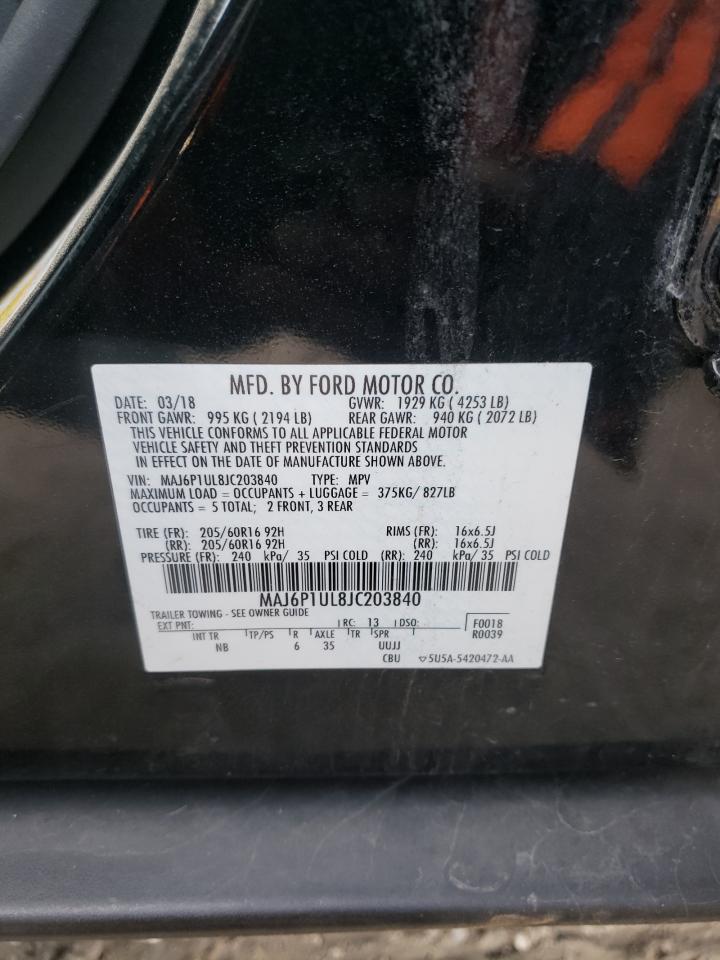 MFD. BY FORD MOTOR CO.
DATE: 03/18 GVWR: 1929 KG ( 4253 LB)
FRONT GAWR: 995 KG ( 2194 LB) REAR GAWR: 940 KG ( 2072 LB)
THIS VEHICLE CONFORMS TO ALL APPLICABLE FEDERAL MOTOR
VEHICLE SAFETY AND THEFT PREVENTION STANDARDS
IN EFFECT ON THE DATE OF MANUFACTURE SHOWN ABOVE.
VIN: MAJ6P1UL8JC203840 TYPE: MPV
MAXIMUM LOAD = OCCUPANTS + LUGGAGE = 375KG/ 827LB
OCCUPANTS = 5 TOTAL; 2 FRONT, 3 REAR
TIRE (FR): 205/60R16 92H RIMS (FR): 16x6.5J
(RR): 205/60R16 92H (RR): 16x6.5J
PRESSURE (FR): 240 kPa/ 35 PSI COLD (RR): 240 kPa/ 35 PSI COLD
MAJ6P1UL8JC203840
TRAILER TOWING - SEE OWNER GUIDE
EXT PNT: RC: 13 DSO: F0018
INT TR TP/PS R AXLE TR SPR R0039
NB 6 35 UUJJ
CBU 5U5A-5420472-AA